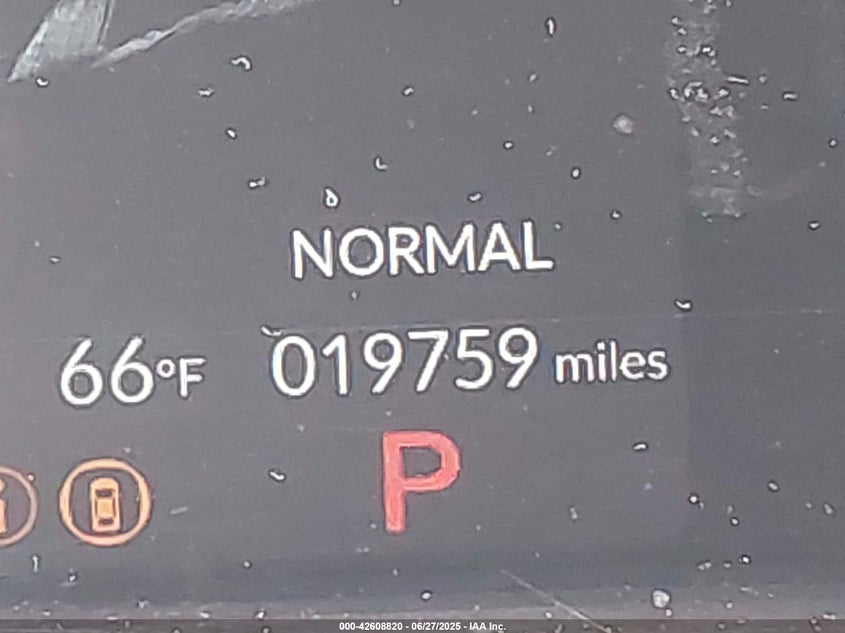 NORMAL
66°F 019759 miles
P
000-42608820 - 06/27/2025 - IAA Inc.